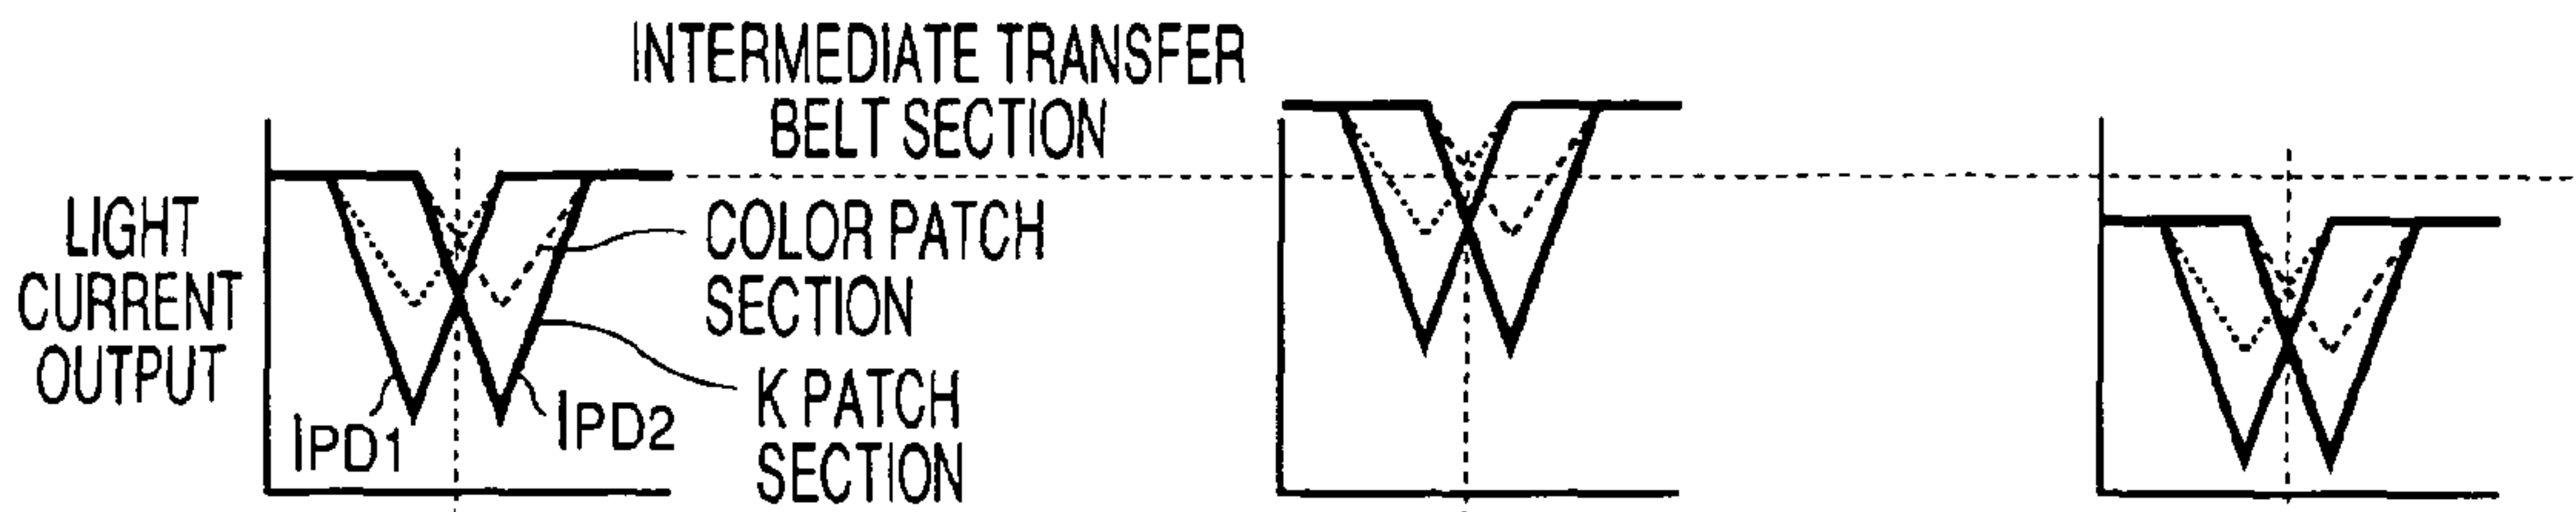 INTERMEDIATE TRANSFER
BELT SECTION
LIGHT
CURRENT
OUTPUT
COLOR PATCH
SECTION
K PATCH
SECTION
IPD1
IPD2